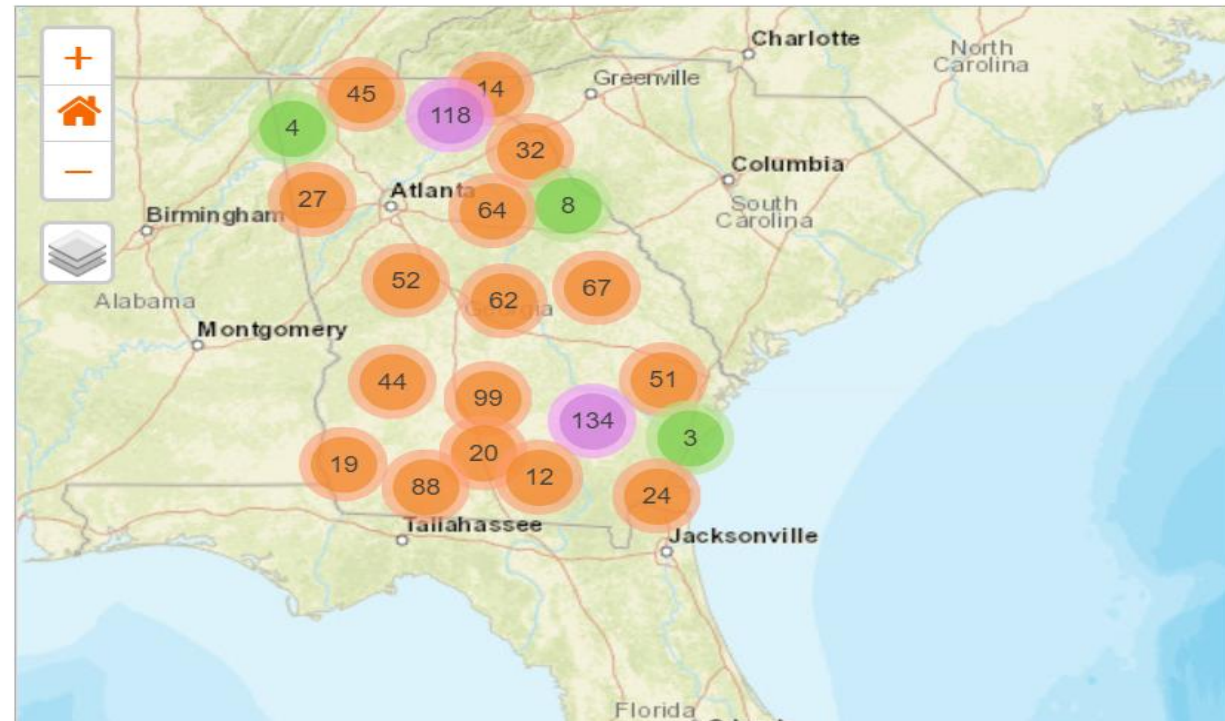 Charlotte
North
Carolina
+
Greenville
45
14
118
4
32
Columbia
Atlanta
27
64
8
South
Carolina
Birmingham
52
62
67
Alabama
Georgia
Montgomery
44
51
99
134
3
20
19
12
88
24
Tallahassee
Jacksonville
Florida